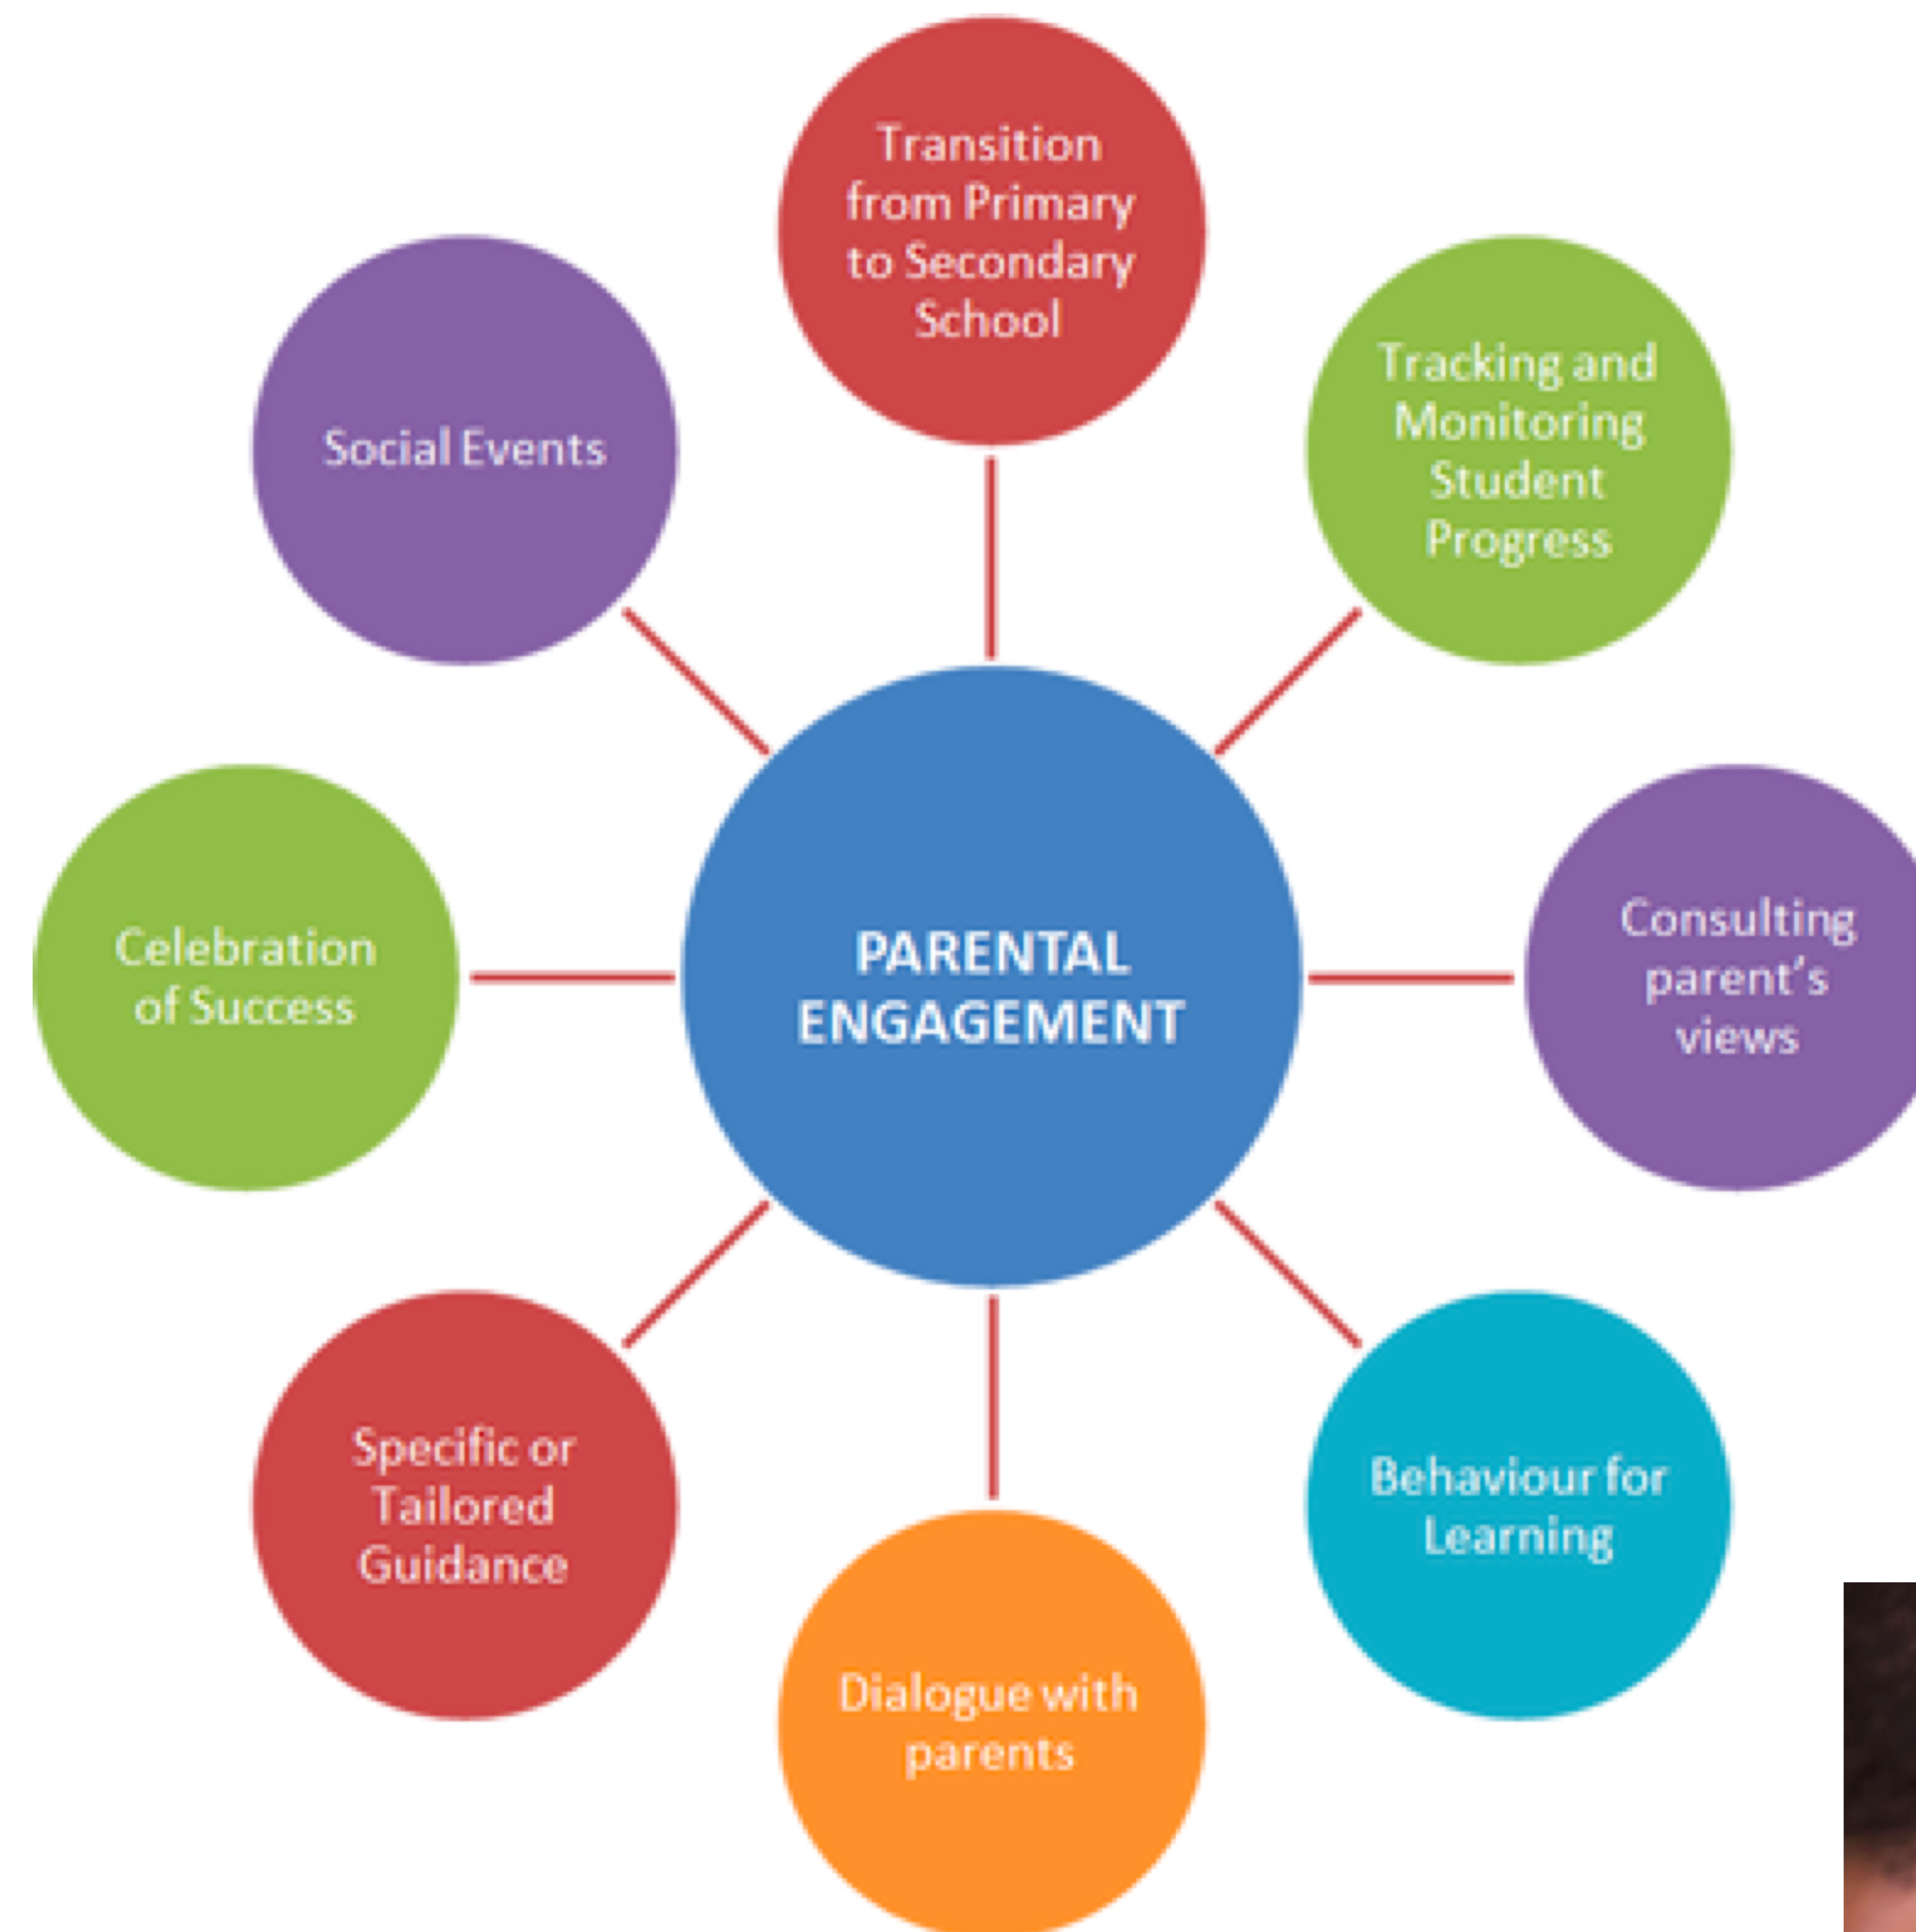 Transition
from Primary
to Secondary
School
Tracking and
Monitoring
Student
Progress
Consulting
parent's
views
Behaviour for
Learning
Dialogue with
parents
Specific or
Tailored
Guidance
Celebration
of Success
Social Events
PARENTAL
ENGAGEMENT